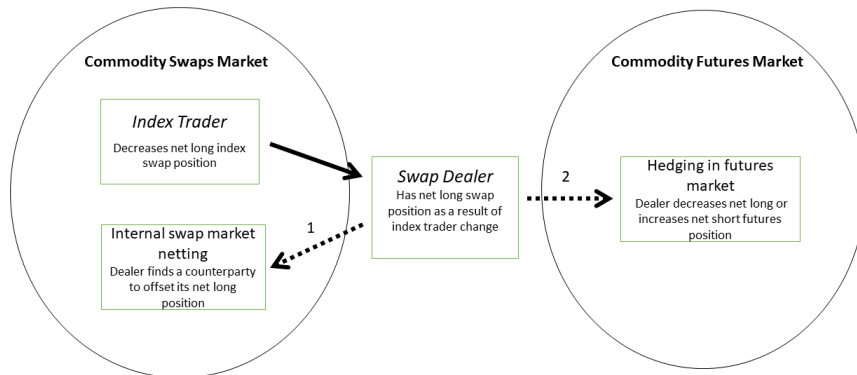 Commodity Swaps Market
Index Trader
Decreases net long index
swap position
1
Internal swap market
netting
Dealer finds a counterparty
to offset its net long
position
Swap Dealer
Has net long swap
position as a result of
index trader change
2
Commodity Futures Market
Hedging in futures
market
Dealer decreases net long or
increases net short futures
position